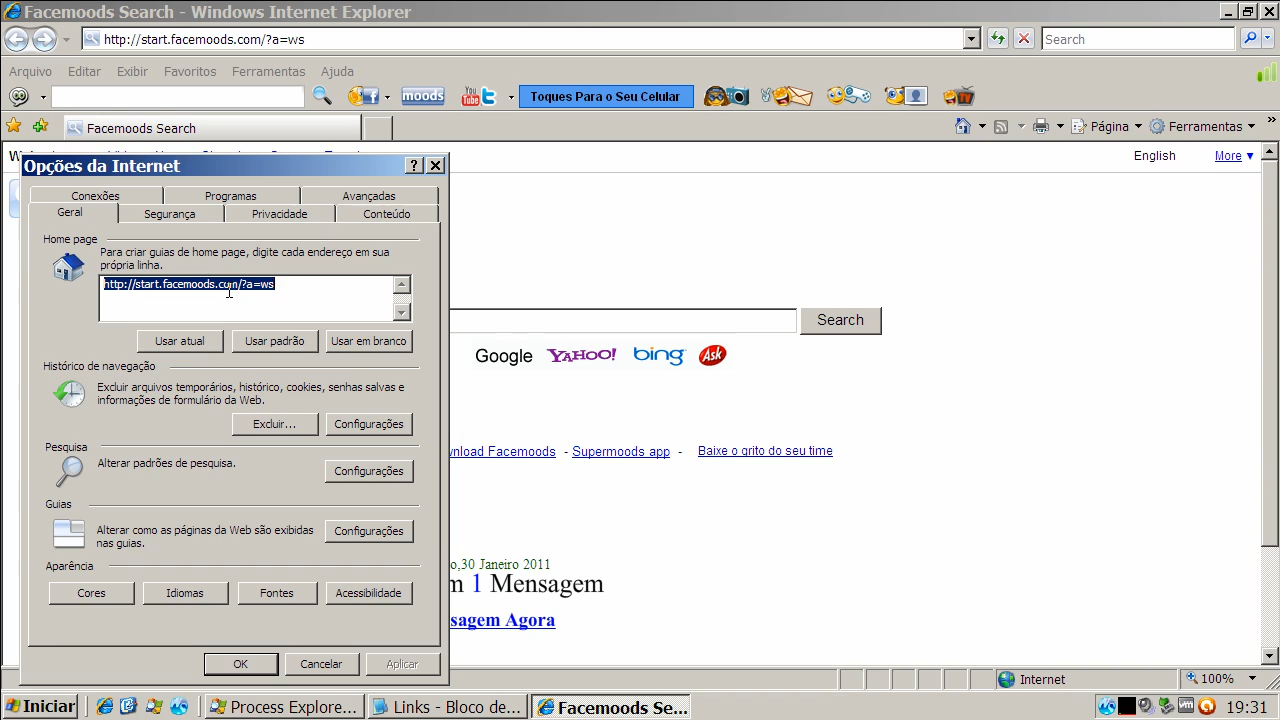 Facemoods Search - Windows Internet Explorer
http://start.facemoods.com/?a=ws
Search
Arquivo Editar Exibir Favoritos Ferramentas Ajuda
moods
You Tube
Toques Para o Seu Celular
TV
Facemoods Search
Página
Ferramentas
English
More ▼
Opções da Internet
Conexões Programas Avançadas
Geral Segurança Privacidade Conteúdo
Home page
Para criar guias de home page, digite cada endereço em sua
própria linha.
http://start.facemoods.com/?a=ws
Usar atual Usar padrão Usar em branco
Histórico de navegação
Excluir arquivos temporários, histórico, cookies, senhas salvas e
informações de formulário da Web.
Excluir... Configurações
Pesquisa
Alterar padrões de pesquisa.
Configurações
Guias
Alterar como as páginas da Web são exibidas
nas guias.
Configurações
Aparência
Cores Idiomas Fontes Acessibilidade
OK Cancelar Aplicar
Search
Google YAHOO! bing Ask
wnload Facemoods - Supermoods app - Baixe o grito do seu time
o,30 Janeiro 2011
m 1 Mensagem
sagem Agora
Internet
100%
Iniciar
Process Explore...
Links - Bloco de...
Facemoods Se...
19:31